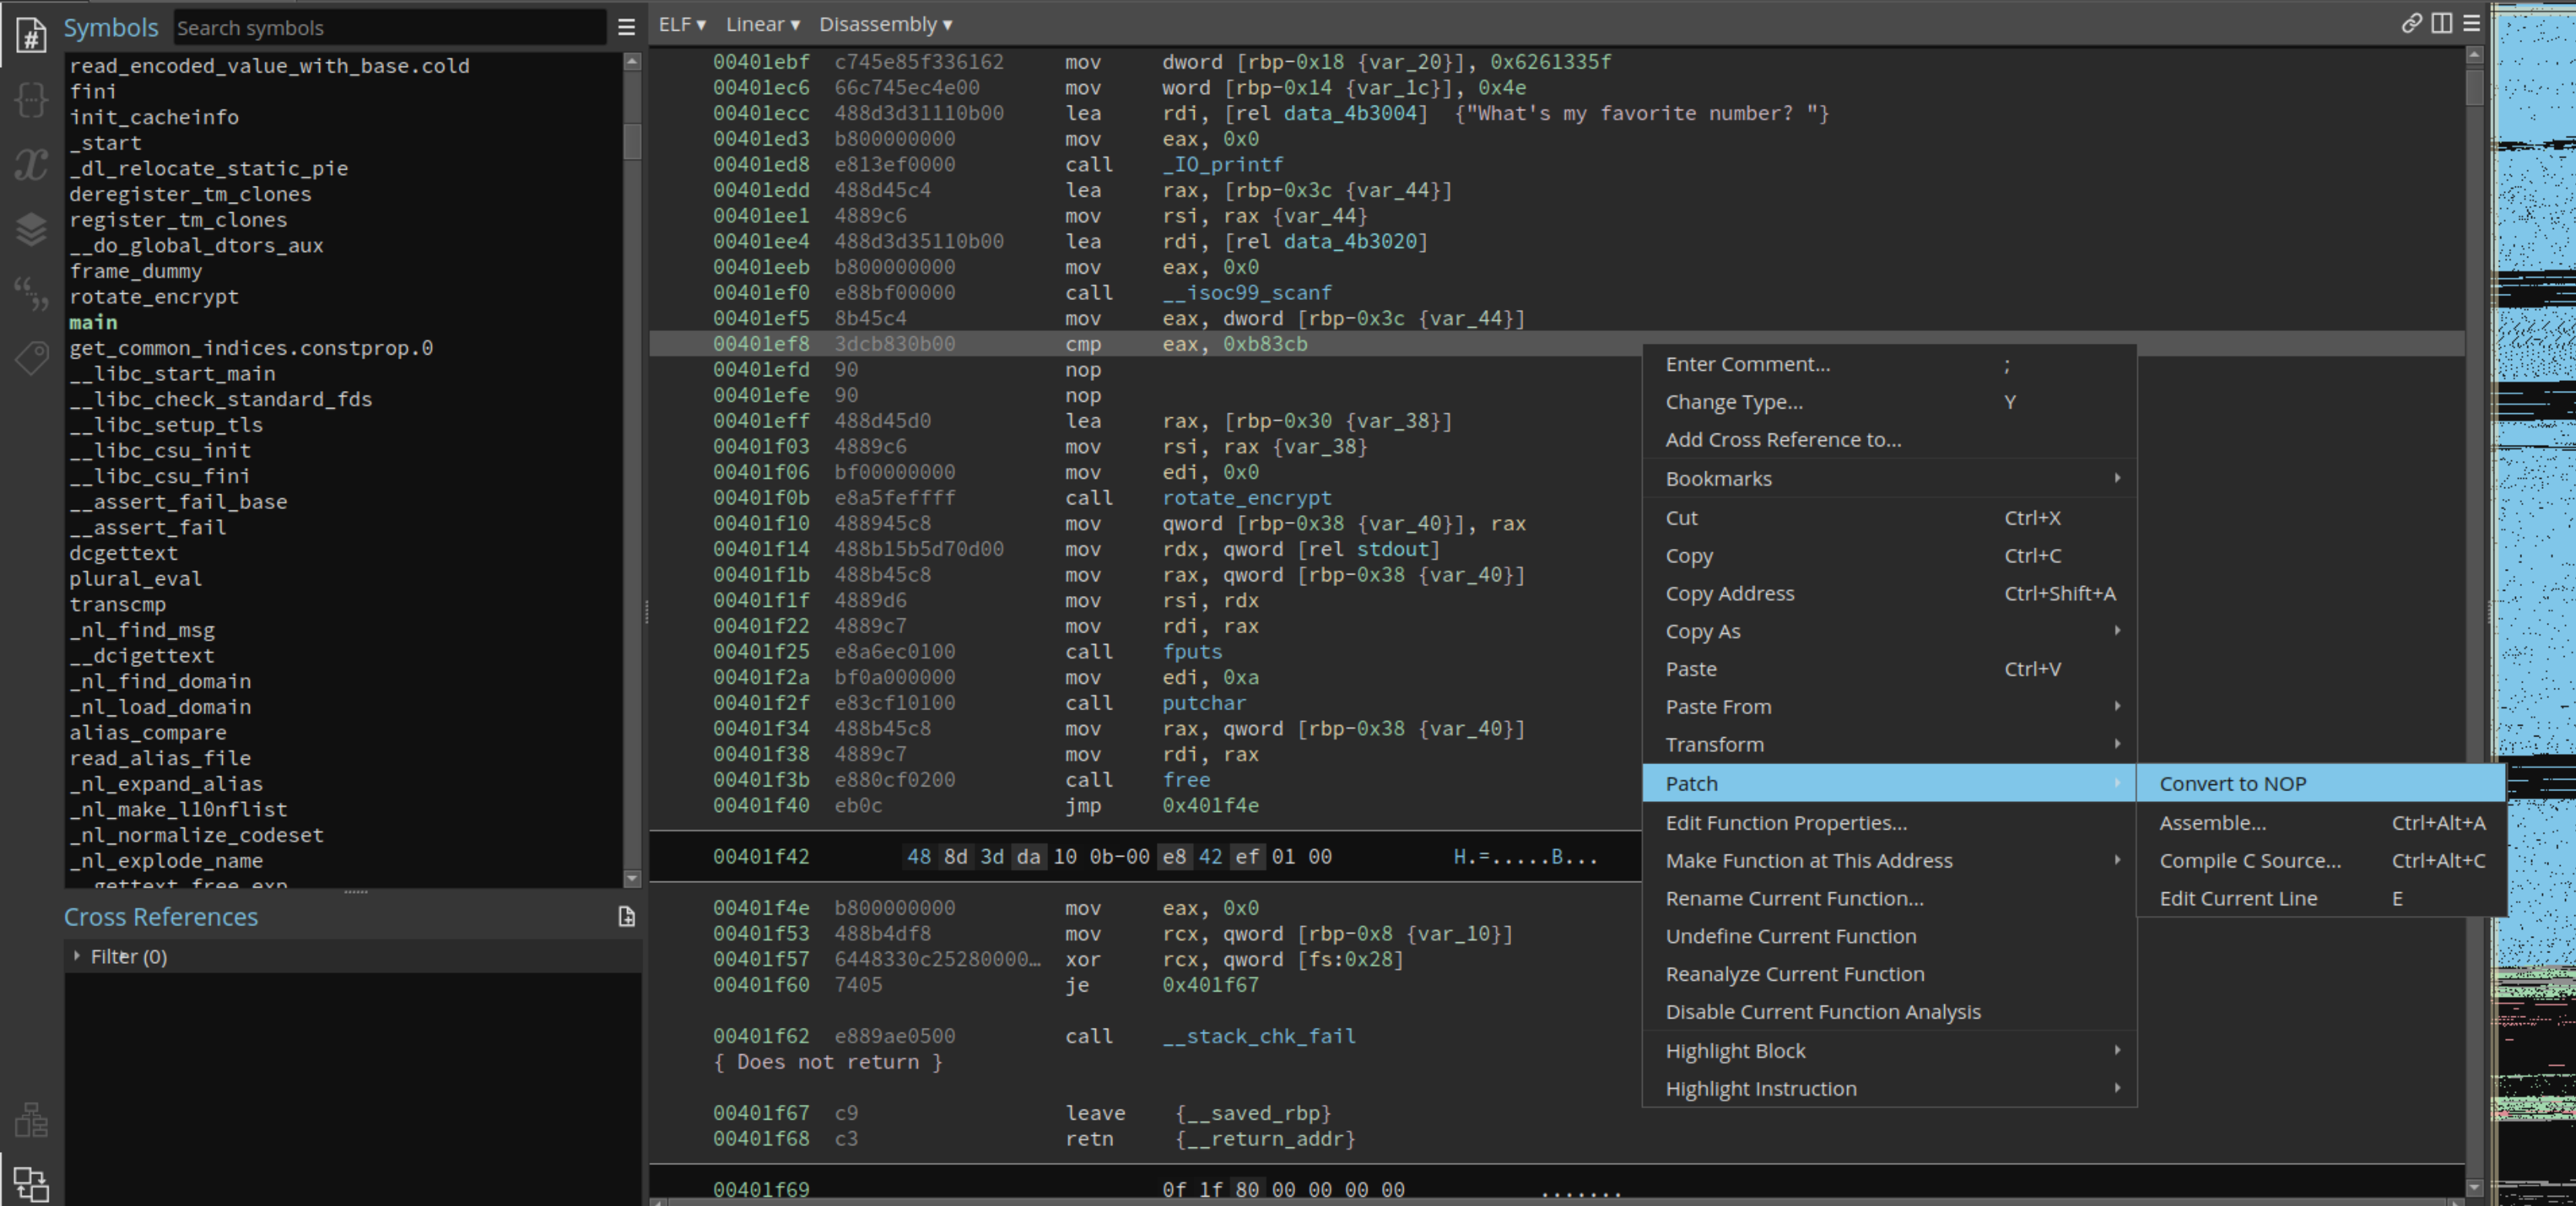 Symbols
Search symbols
read_encoded_value_with_base.cold
fini
init_cacheinfo
_start
_dl_relocate_static_pie
deregister_tm_clones
register_tm_clones
__do_global_dtors_aux
frame_dummy
rotate_encrypt
main
get_common_indices.constprop.0
__libc_start_main
__libc_check_standard_fds
__libc_setup_tls
__libc_csu_init
__libc_csu_fini
__assert_fail_base
__assert_fail
dcgettext
plural_eval
transcmp
_nl_find_msg
__dcigettext
_nl_find_domain
_nl_load_domain
alias_compare
read_alias_file
_nl_expand_alias
_nl_make_l10nflist
_nl_normalize_codeset
_nl_explode_name
__gettext_free_exp
Cross References
Filter (0)
ELF ▾ Linear ▾ Disassembly ▾
00401ebf c745e85f336162 mov dword [rbp-0x18 {var_20}], 0x6261335f
00401ec6 66c745ec4e00 mov word [rbp-0x14 {var_1c}], 0x4e
00401ecc 488d3d31110b00 lea rdi, [rel data_4b3004] {"What's my favorite number? "}
00401ed3 b800000000 mov eax, 0x0
00401ed8 e813ef0000 call _IO_printf
00401edd 488d45c4 lea rax, [rbp-0x3c {var_44}]
00401ee1 4889c6 mov rsi, rax {var_44}
00401ee4 488d3d35110b00 lea rdi, [rel data_4b3020]
00401eeb b800000000 mov eax, 0x0
00401ef0 e88bf00000 call __isoc99_scanf
00401ef5 8b45c4 mov eax, dword [rbp-0x3c {var_44}]
00401ef8 3dcb830b00 cmp eax, 0xb83cb
00401efd 90 nop
00401efe 90 nop
00401eff 488d45d0 lea rax, [rbp-0x30 {var_38}]
00401f03 4889c6 mov rsi, rax {var_38}
00401f06 bf00000000 mov edi, 0x0
00401f0b e8a5feffff call rotate_encrypt
00401f10 488945c8 mov qword [rbp-0x38 {var_40}], rax
00401f14 488b15b5d70d00 mov rdx, qword [rel stdout]
00401f1b 488b45c8 mov rax, qword [rbp-0x38 {var_40}]
00401f1f 4889d6 mov rsi, rdx
00401f22 4889c7 mov rdi, rax
00401f25 e8a6ec0100 call fputs
00401f2a bf0a000000 mov edi, 0xa
00401f2f e83cf10100 call putchar
00401f34 488b45c8 mov rax, qword [rbp-0x38 {var_40}]
00401f38 4889c7 mov rdi, rax
00401f3b e880cf0200 call free
00401f40 eb0c jmp 0x401f4e
00401f42 48 8d 3d da 10 0b-00 e8 42 ef 01 00 H.=.....B...
00401f4e b800000000 mov eax, 0x0
00401f53 488b4df8 mov rcx, qword [rbp-0x8 {var_10}]
00401f57 6448330c25280000… xor rcx, qword [fs:0x28]
00401f60 7405 je 0x401f67
00401f62 e889ae0500 call __stack_chk_fail
{ Does not return }
00401f67 c9 leave {__saved_rbp}
00401f68 c3 retn {__return_addr}
00401f69 0f 1f 80 00 00 00 00 .......
Enter Comment... ;
Change Type... Y
Add Cross Reference to...
Bookmarks
Cut Ctrl+X
Copy Ctrl+C
Copy Address Ctrl+Shift+A
Copy As
Paste Ctrl+V
Paste From
Transform
Patch
Edit Function Properties...
Make Function at This Address
Rename Current Function...
Undefine Current Function
Reanalyze Current Function
Disable Current Function Analysis
Highlight Block
Highlight Instruction
Convert to NOP
Assemble... Ctrl+Alt+A
Compile C Source... Ctrl+Alt+C
Edit Current Line E